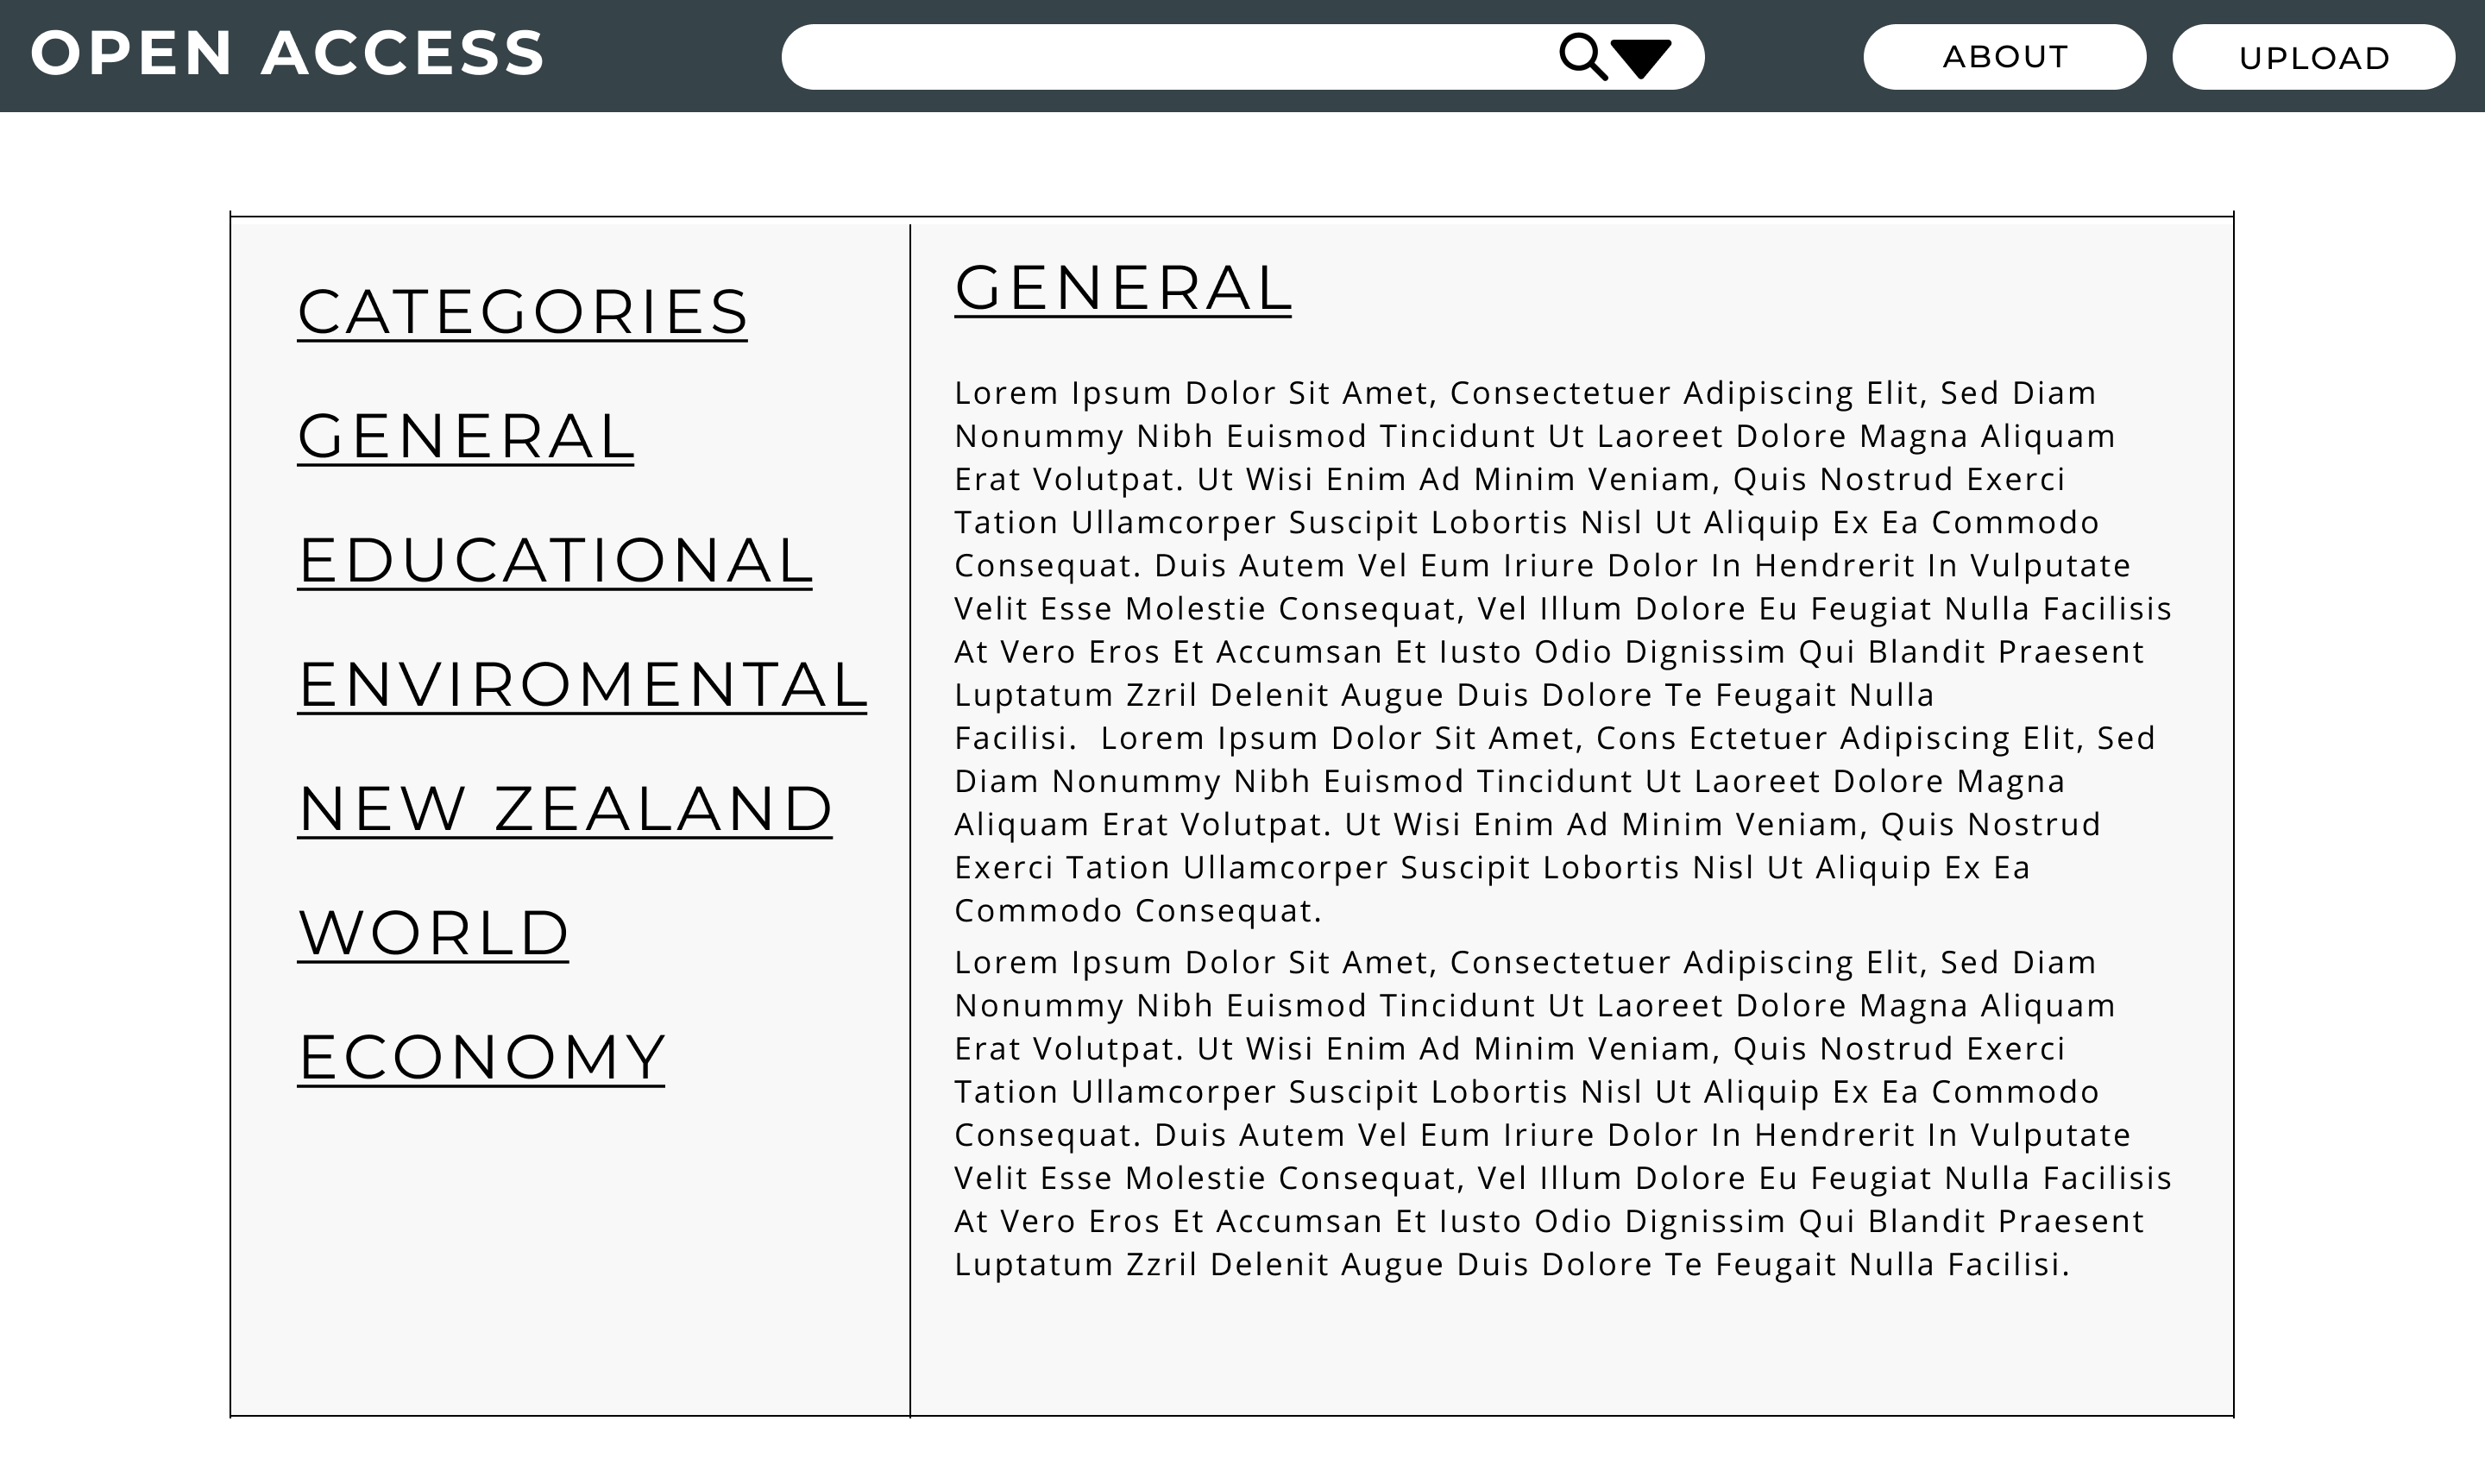 OPEN ACCESS
ABOUT
UPLOAD
CATEGORIES
GENERAL
EDUCATIONAL
ENVIROMENTAL
NEW ZEALAND
WORLD
ECONOMY
GENERAL
Lorem Ipsum Dolor Sit Amet, Consectetuer Adipiscing Elit, Sed Diam
Nonummy Nibh Euismod Tincidunt Ut Laoreet Dolore Magna Aliquam
Erat Volutpat. Ut Wisi Enim Ad Minim Veniam, Quis Nostrud Exerci
Tation Ullamcorper Suscipit Lobortis Nisl Ut Aliquip Ex Ea Commodo
Consequat. Duis Autem Vel Eum Iriure Dolor In Hendrerit In Vulputate
Velit Esse Molestie Consequat, Vel Illum Dolore Eu Feugiat Nulla Facilisis
At Vero Eros Et Accumsan Et Iusto Odio Dignissim Qui Blandit Praesent
Luptatum Zzril Delenit Augue Duis Dolore Te Feugait Nulla
Facilisi.  Lorem Ipsum Dolor Sit Amet, Cons Ectetuer Adipiscing Elit, Sed
Diam Nonummy Nibh Euismod Tincidunt Ut Laoreet Dolore Magna
Aliquam Erat Volutpat. Ut Wisi Enim Ad Minim Veniam, Quis Nostrud
Exerci Tation Ullamcorper Suscipit Lobortis Nisl Ut Aliquip Ex Ea
Commodo Consequat.
Lorem Ipsum Dolor Sit Amet, Consectetuer Adipiscing Elit, Sed Diam
Nonummy Nibh Euismod Tincidunt Ut Laoreet Dolore Magna Aliquam
Erat Volutpat. Ut Wisi Enim Ad Minim Veniam, Quis Nostrud Exerci
Tation Ullamcorper Suscipit Lobortis Nisl Ut Aliquip Ex Ea Commodo
Consequat. Duis Autem Vel Eum Iriure Dolor In Hendrerit In Vulputate
Velit Esse Molestie Consequat, Vel Illum Dolore Eu Feugiat Nulla Facilisis
At Vero Eros Et Accumsan Et Iusto Odio Dignissim Qui Blandit Praesent
Luptatum Zzril Delenit Augue Duis Dolore Te Feugait Nulla Facilisi.